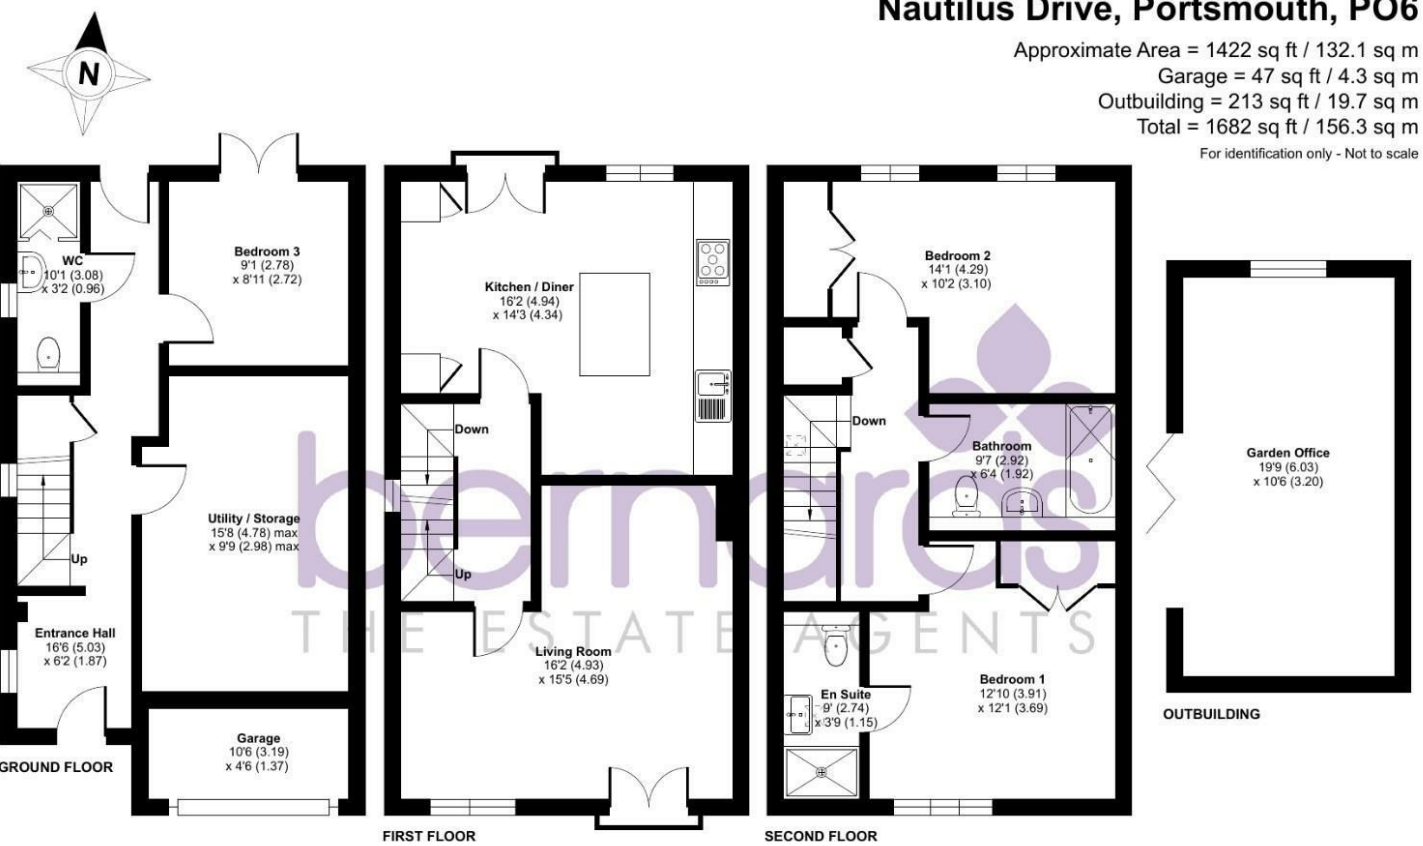 Nautilus Drive, Portsmouth, PO6
Approximate Area = 1422 sq ft / 132.1 sq m
Garage = 47 sq ft / 4.3 sq m
Outbuilding = 213 sq ft / 19.7 sq m
Total = 1682 sq ft / 156.3 sq m
For identification only - Not to scale
N
WC
10'1 (3.08)
x 3'2 (0.96)
Bedroom 3
9'1 (2.78)
x 8'11 (2.72)
Utility / Storage
15'8 (4.78) max
x 9'9 (2.98) max
Up
Entrance Hall
16'6 (5.03)
x 6'2 (1.87)
Garage
10'6 (3.19)
x 4'6 (1.37)
GROUND FLOOR
Kitchen / Diner
16'2 (4.94)
x 14'3 (4.34)
Down
Up
Living Room
16'2 (4.93)
x 15'5 (4.69)
FIRST FLOOR
Bedroom 2
14'1 (4.29)
x 10'2 (3.10)
Down
Bathroom
9'7 (2.92)
x 6'4 (1.92)
Bedroom 1
12'10 (3.91)
x 12'1 (3.69)
En Suite
9' (2.74)
x 3'9 (1.15)
SECOND FLOOR
Garden Office
19'9 (6.03)
x 10'6 (3.20)
OUTBUILDING
bernards
THE ESTATE AGENTS